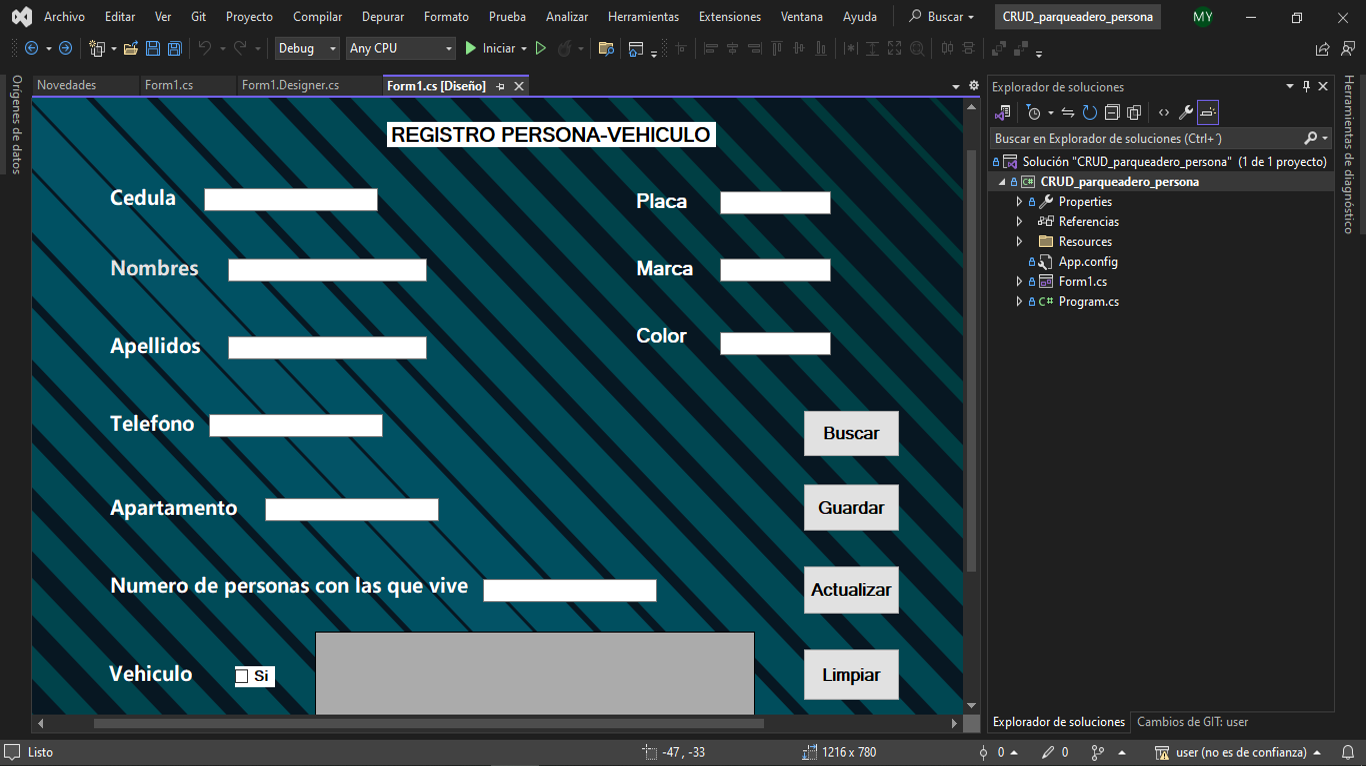 Archivo Editar Ver Git Proyecto Compilar Depurar Formato Prueba Analizar Herramientas Extensiones Ventana Ayuda Buscar CRUD_parqueadero_persona MY
Debug Any CPU Iniciar
Orígenes de datos
Novedades Form1.cs Form1.Designer.cs Form1.cs [Diseño]
REGISTRO PERSONA-VEHICULO
Cedula
Placa
Nombres
Marca
Apellidos
Color
Telefono
Buscar
Apartamento
Guardar
Numero de personas con las que vive
Actualizar
Vehiculo
Si
Limpiar
Explorador de soluciones
Buscar en Explorador de soluciones (Ctrl+´)
Solución "CRUD_parqueadero_persona" (1 de 1 proyecto)
C# CRUD_parqueadero_persona
Properties
Referencias
Resources
App.config
Form1.cs
C# Program.cs
Explorador de soluciones Cambios de GIT: user
Herramientas de diagnóstico
Listo -47 , -33 1216 x 780 0 0 user (no es de confianza)